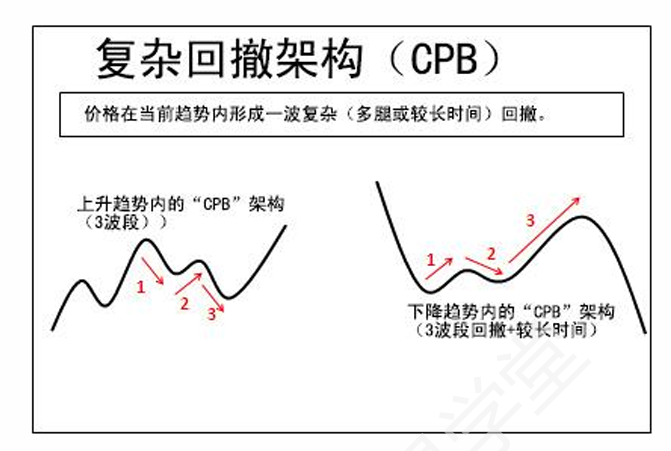 复杂回撤架构（CPB）
价格在当前趋势内形成一波复杂（多腿或较长时间）回撤。
上升趋势内的“CPB”架构
（3波段））
1
2
3
1
2
3
下降趋势内的“CPB”架构
（3波段回撤+较长时间）
学堂